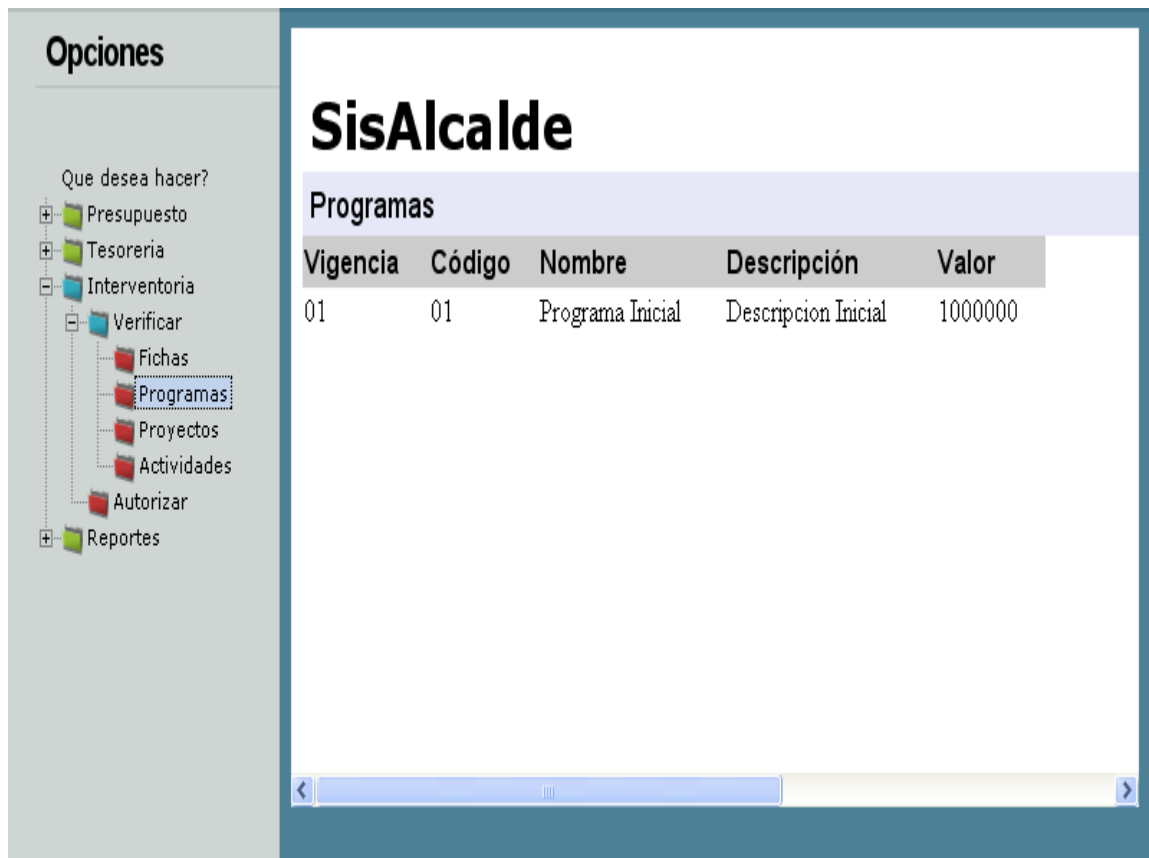 Opciones
Que desea hacer?
Presupuesto
Tesoreria
Interventoria
Verificar
Fichas
Programas
Proyectos
Actividades
Autorizar
Reportes
SisAlcalde
Programas
Vigencia Código Nombre Descripción Valor
01 01 Programa Inicial Descripcion Inicial 1000000